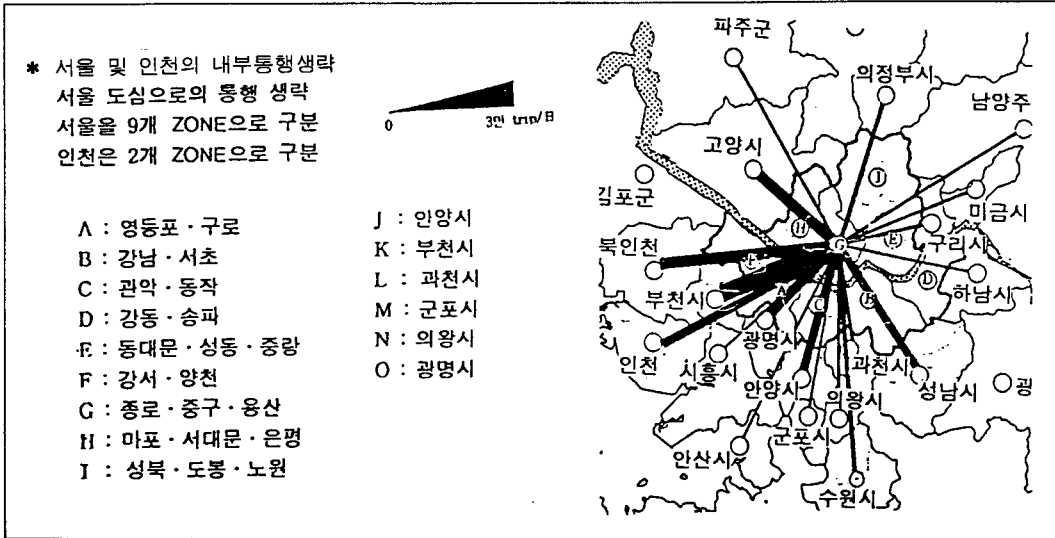 * 서울 및 인천의 내부통행생략
서울 도심으로의 통행 생략
서울을 9개 ZONE으로 구분
인천은 2개 ZONE으로 구분
0
3만 trip/日
A : 영등포·구로
B : 강남·서초
C : 관악·동작
D : 강동·송파
E : 동대문·성동·중랑
F : 강서·양천
G : 종로·중구·용산
H : 마포·서대문·은평
I : 성북·도봉·노원
J : 안양시
K : 부천시
L : 과천시
M : 군포시
N : 의왕시
O : 광명시
파주군
의정부시
남양주
고양시
김포군
미금시
구리시
북인천
하남시
부천시
광명시
인천
시흥시
과천시
안양시
의왕시
성남시
광
군포시
안산시
수원시
H
G
E
F
D
A
C
B